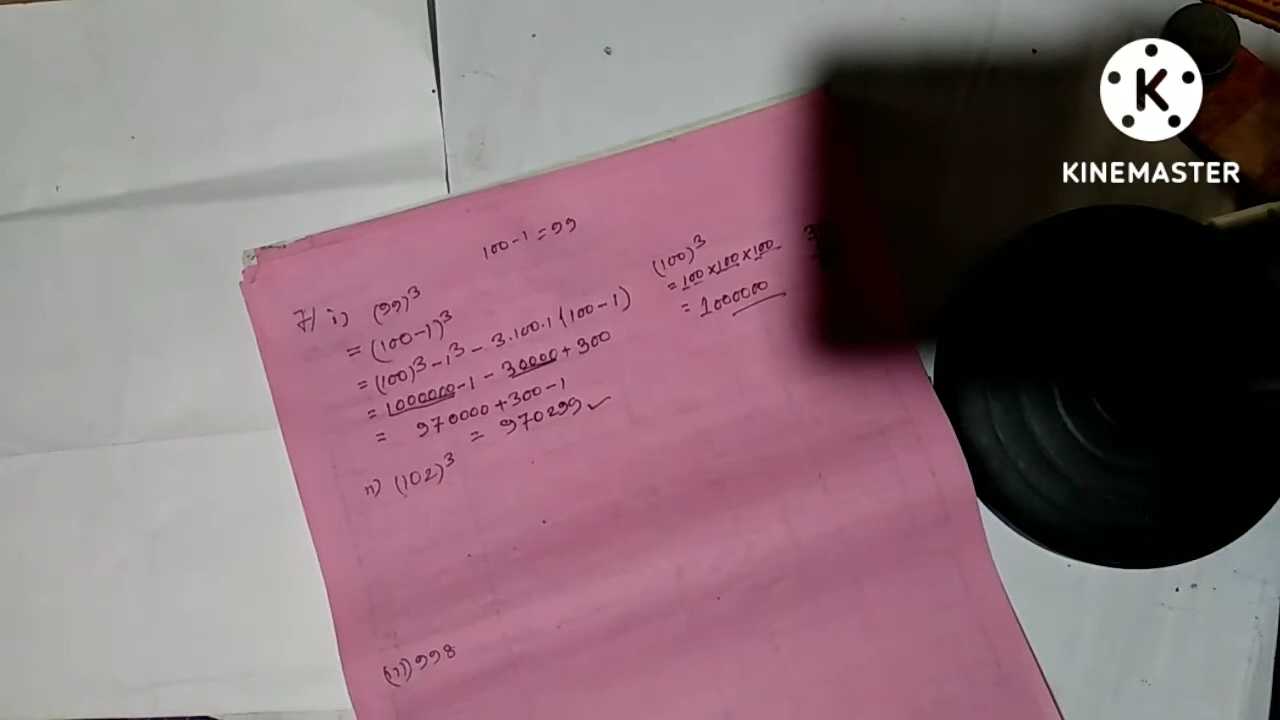 100-1=99
7/ i) (99)³
= (100-1)³
= (100)³-1³ - 3.100.1 (100-1)
= 1000000-1 - 30000 + 300
= 970000 +300-1
= 970299 ✓
(100)³
= 100 × 100 × 100
= 1000000
ii) (102)³
(iii) 998
K
KINEMASTER